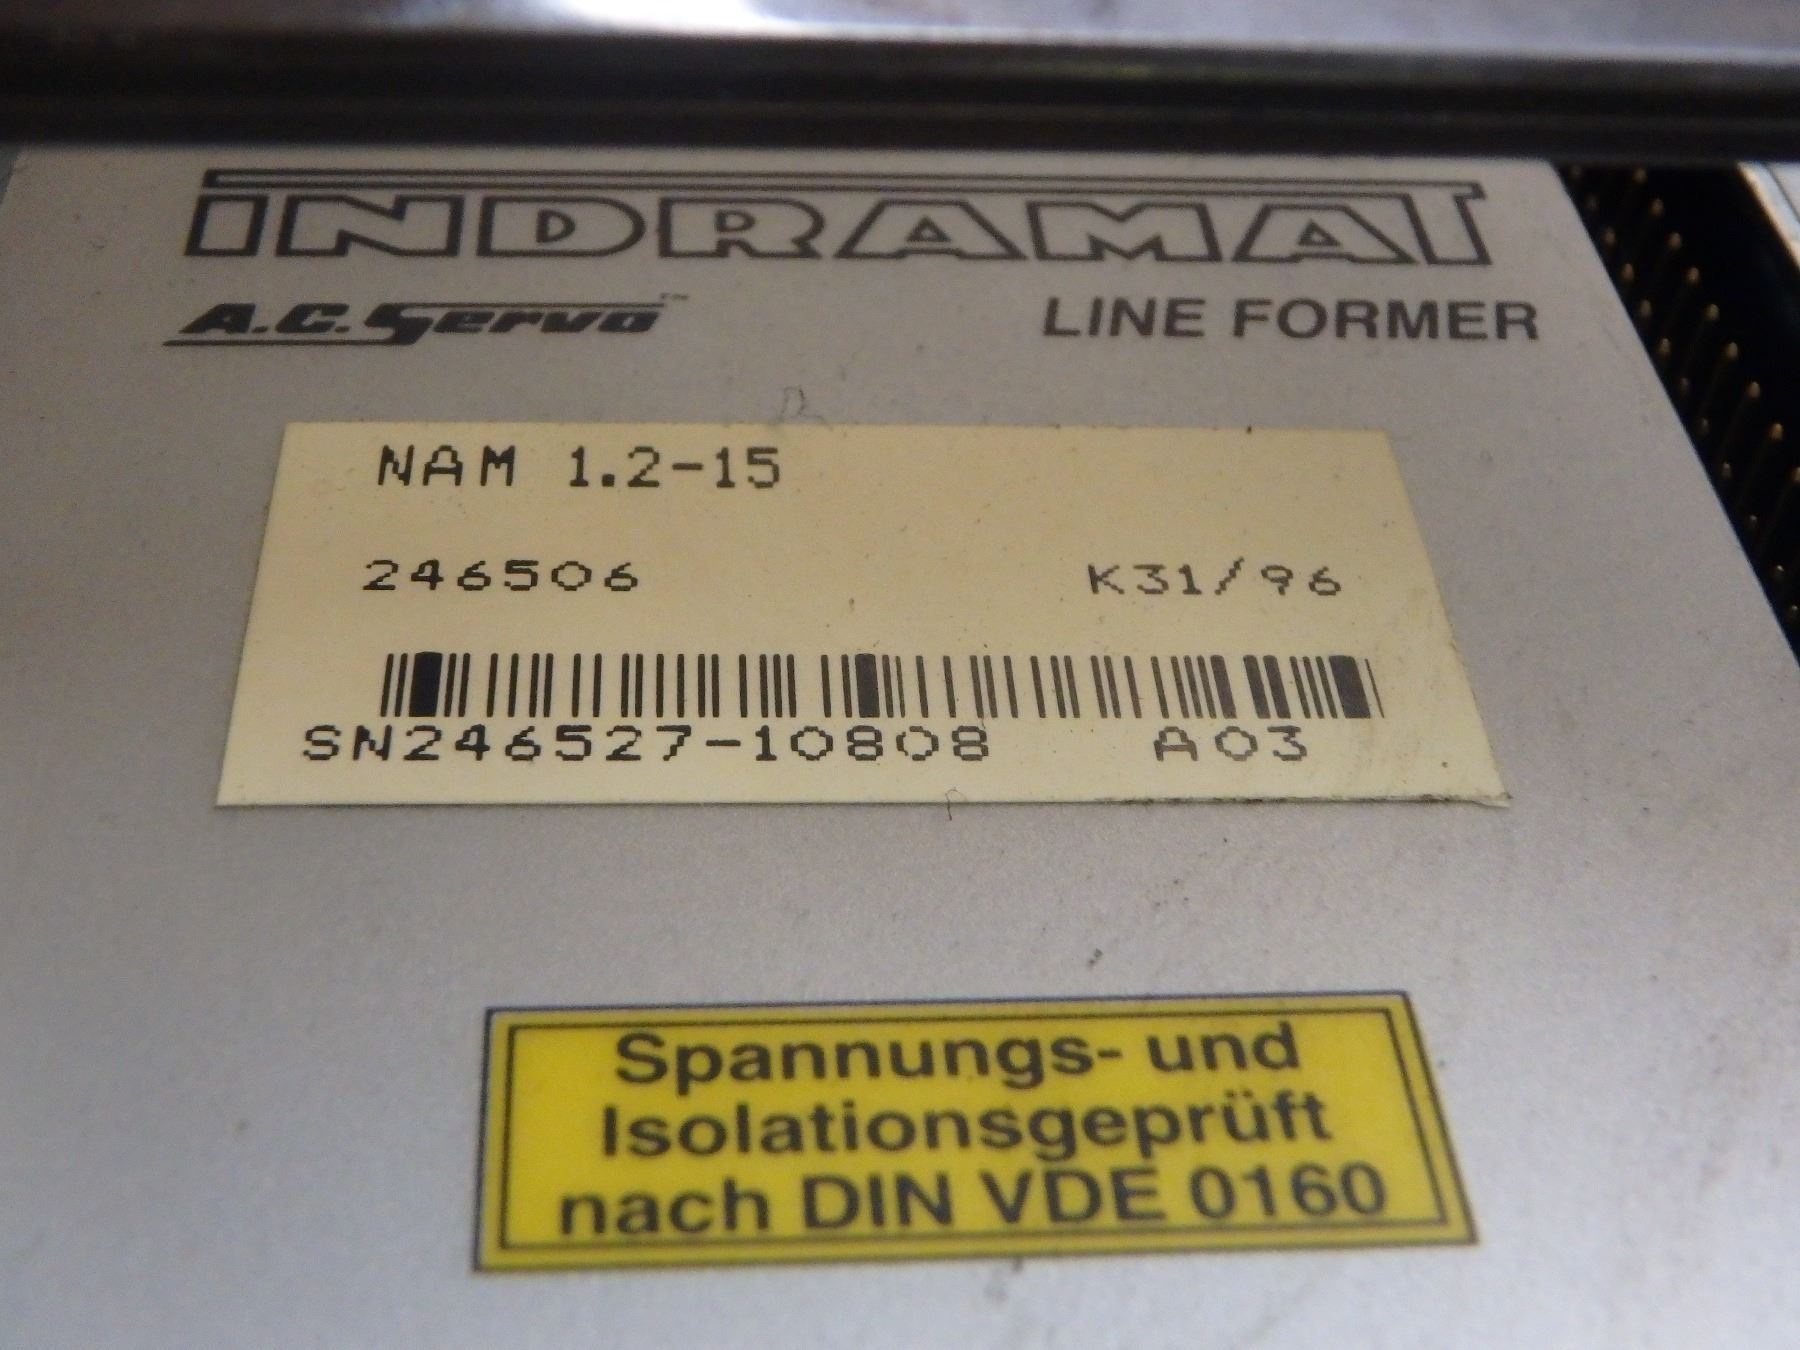 INDRAMAT
A.C. Servo™
LINE FORMER
NAM 1.2-15
246506 K31/96
SN246527-10808 A03
Spannungs- und
Isolationsgeprüft
nach DIN VDE 0160